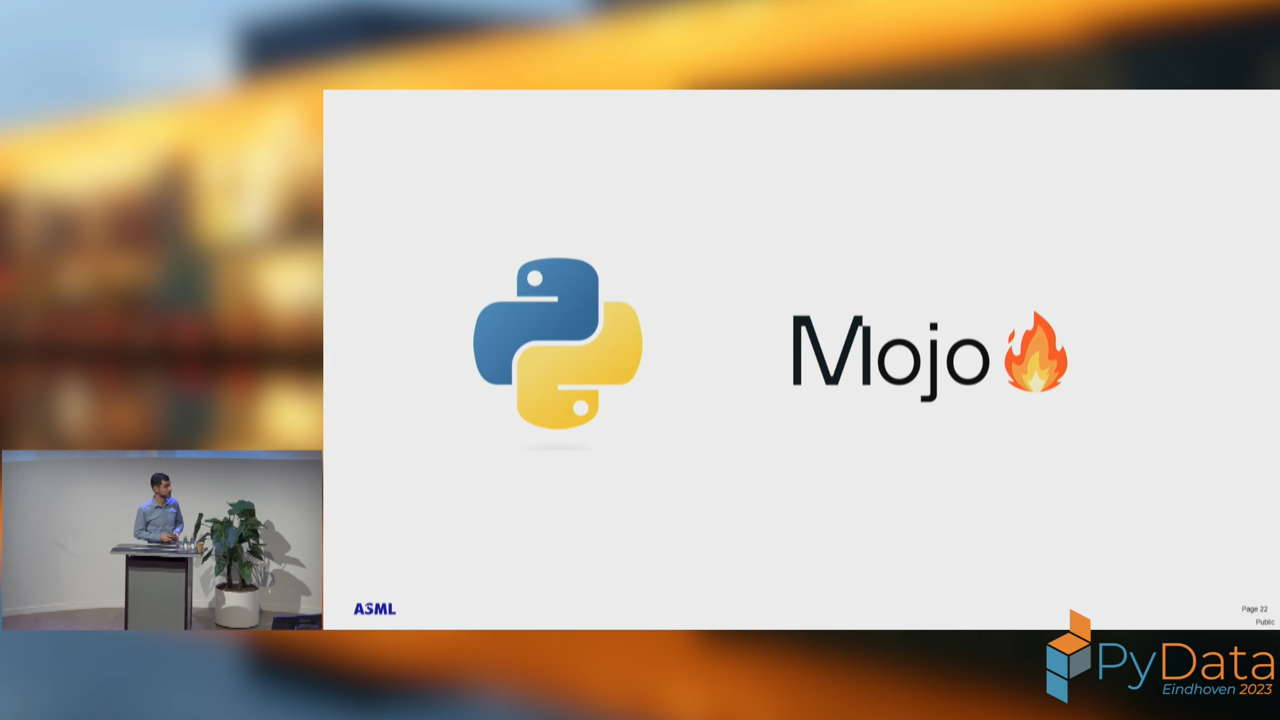 Mojo
ASML
Page 22
Public
PyData
Eindhoven 2023